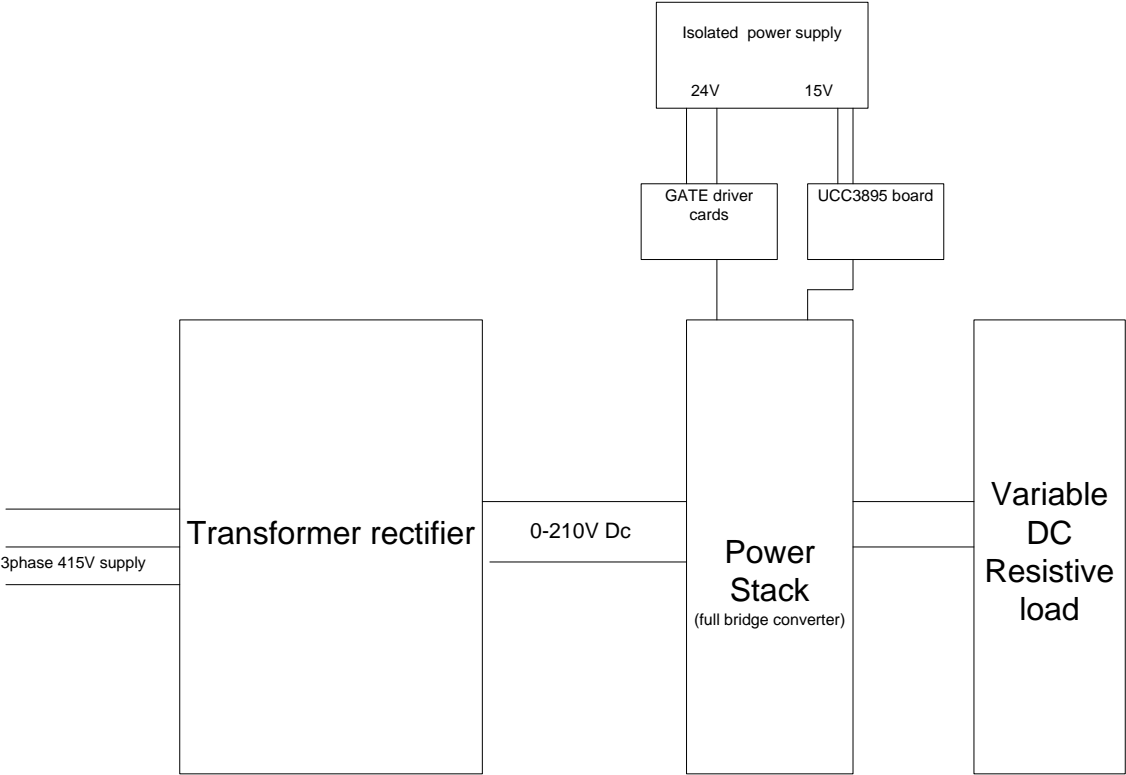 Isolated  power supply
24V
15V
GATE driver
cards
UCC3895 board
3phase 415V supply
Transformer rectifier
0-210V Dc
Power
Stack
(full bridge converter)
Variable
DC
Resistive
load